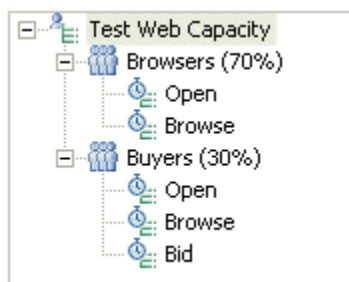 Test Web Capacity
Browsers (70%)
Open
Browse
Buyers (30%)
Open
Browse
Bid